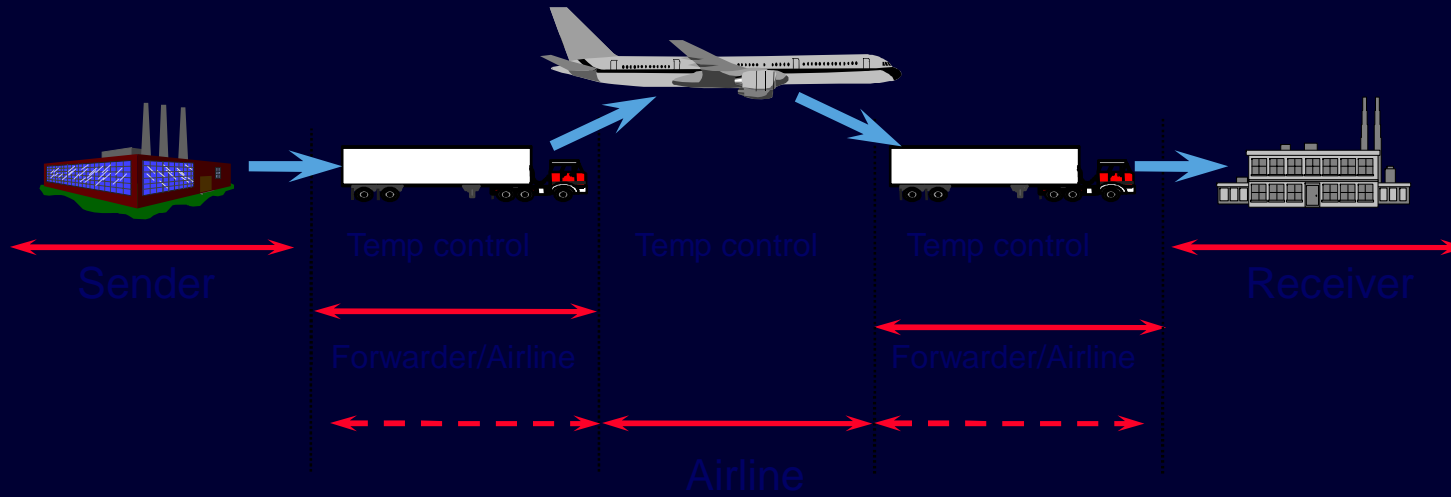 Temp control
Temp control
Temp control
Sender
Receiver
Forwarder/Airline
Forwarder/Airline
Airline